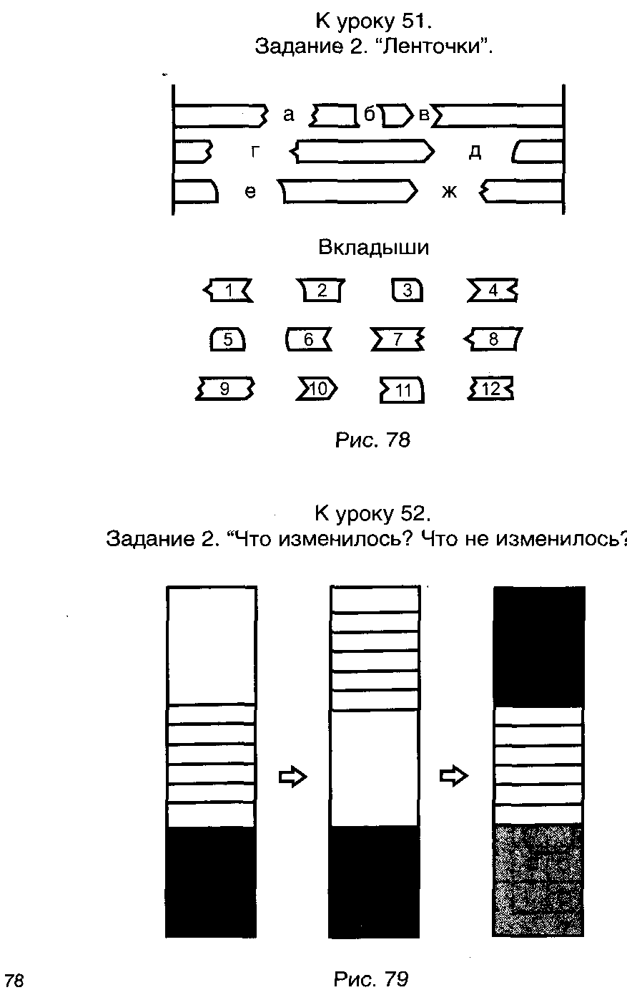 К уроку 51.
Задание 2. “Ленточки”.
а б в
г д
е ж
Вкладыши
1 2 3 4
5 6 7 8
9 10 11 12
Рис. 78
К уроку 52.
Задание 2. “Что изменилось? Что не изменилось?
78 Рис. 79